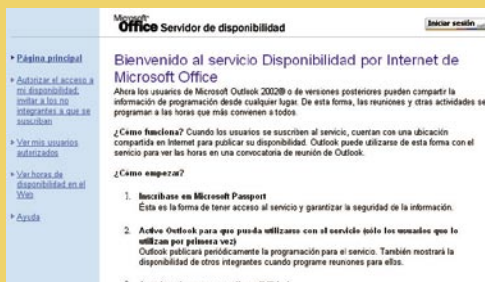 Microsoft
Office Servidor de disponibilidad
Iniciar sesión
Página principal
Autorizar el acceso a
mi disponibilidad;
invitar a los no
integrantes a que se
suscriban
Ver mis usuarios
autorizados
Ver horas de
disponibilidad en el
Web
Ayuda
Bienvenido al servicio Disponibilidad por Internet de
Microsoft Office
Ahora los usuarios de Microsoft Outlook 2002® o de versiones posteriores pueden compartir la
información de programación desde cualquier lugar. De esta forma, las reuniones y otras actividades se
programan a las horas que más convienen a todos.
¿Cómo funciona? Cuando los usuarios se suscriben al servicio, cuentan con una ubicación
compartida en Internet para publicar su disponibilidad. Outlook puede utilizarse de esta forma con el
servicio para ver las horas en una convocatoria de reunión de Outlook.
¿Cómo empezar?
1. Inscríbase en Microsoft Passport
Ésta es la forma de tener acceso al servicio y garantizar la seguridad de la información.
2. Active Outlook para que pueda utilizarse con el servicio (sólo los usuarios que lo
utilizan por primera vez)
Outlook publicará periódicamente la programación para el servicio. También mostrará la
disponibilidad de otros integrantes cuando programe reuniones para ellos.